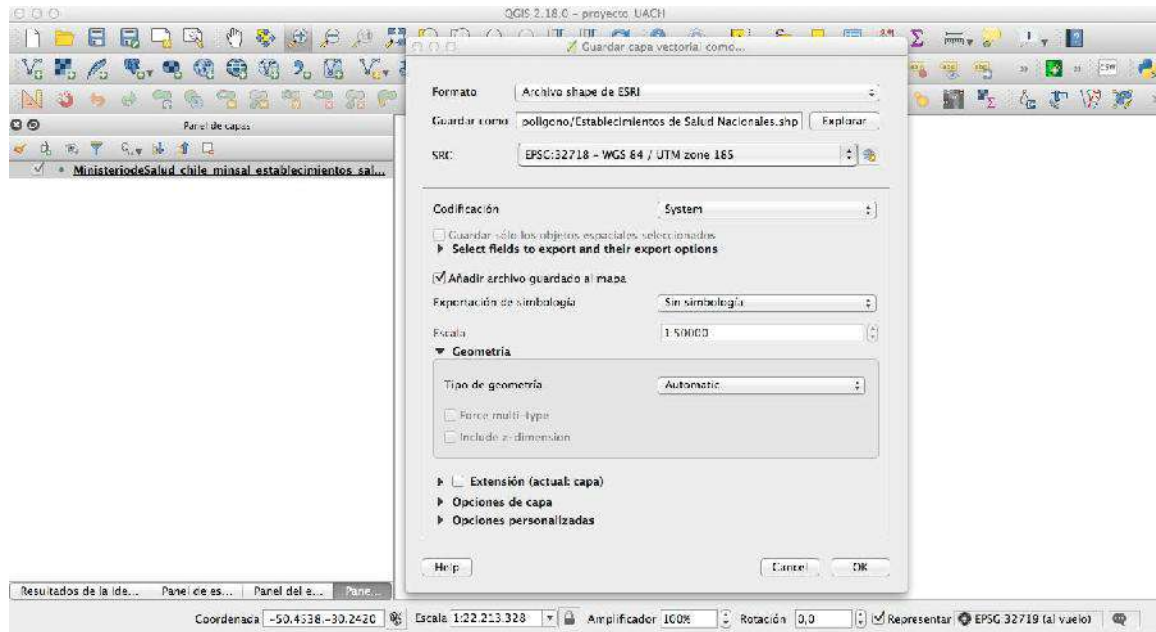 QGIS 2.18.0 - proyecto UACH
Guardar capa vectorial como...
Formato
Archivo shape de ESRI
Guardar como
poligono/Establecimientos de Salud Nacionales.shp
Explorar
SRC
EPSG:32718 - WGS 84 / UTM zone 18S
Panel de capas
MinisteriodeSalud_chile_minsal_establecimientos_sal...
Codificación
System
Guardar sólo los objetos espaciales seleccionados
Select fields to export and their export options
Añadir archivo guardado al mapa
Exportación de simbología
Sin simbología
Escala
1:50000
Geometría
Tipo de geometría
Automatic
Force multi-type
Include z-dimension
Extensión (actual: capa)
Opciones de capa
Opciones personalizadas
Help
Cancel
OK
Resultados de la ide...
Panel de es...
Panel del e...
Pane...
Coordenada
-50.4538,-30.2420
Escala
1:22.213.328
Amplificador
100%
Rotación
0,0
Representar
EPSG:32719 (al vuelo)